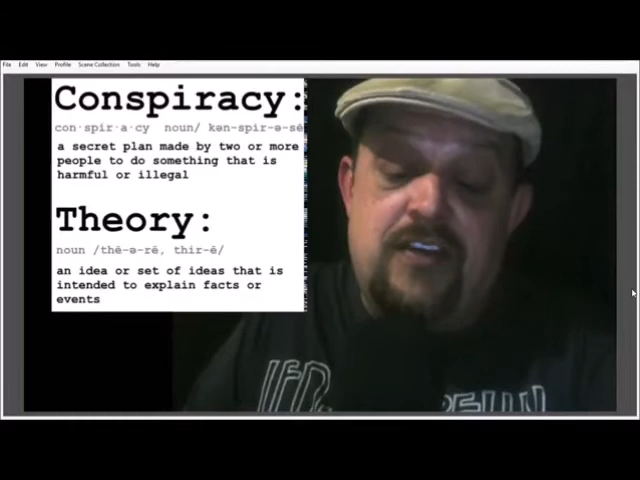 File Edit View Profile Scene Collection Tools Help
Conspiracy:
con·spir·a·cy noun/ kən-spir-ə-sē
a secret plan made by two or more
people to do something that is
harmful or illegal
Theory:
noun /thē-ə-rē, thir-ē/
an idea or set of ideas that is
intended to explain facts or
events